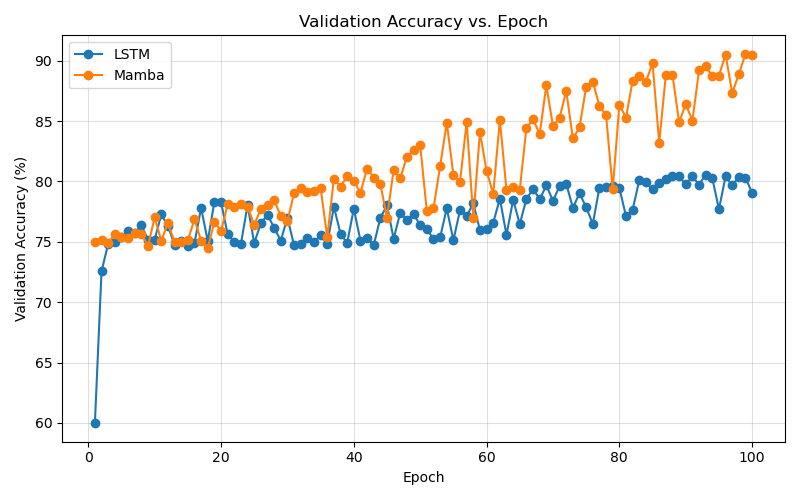 Validation Accuracy vs. Epoch
LSTM
Mamba
Validation Accuracy (%)
90
85
80
75
70
65
60
0
20
40
60
80
100
Epoch